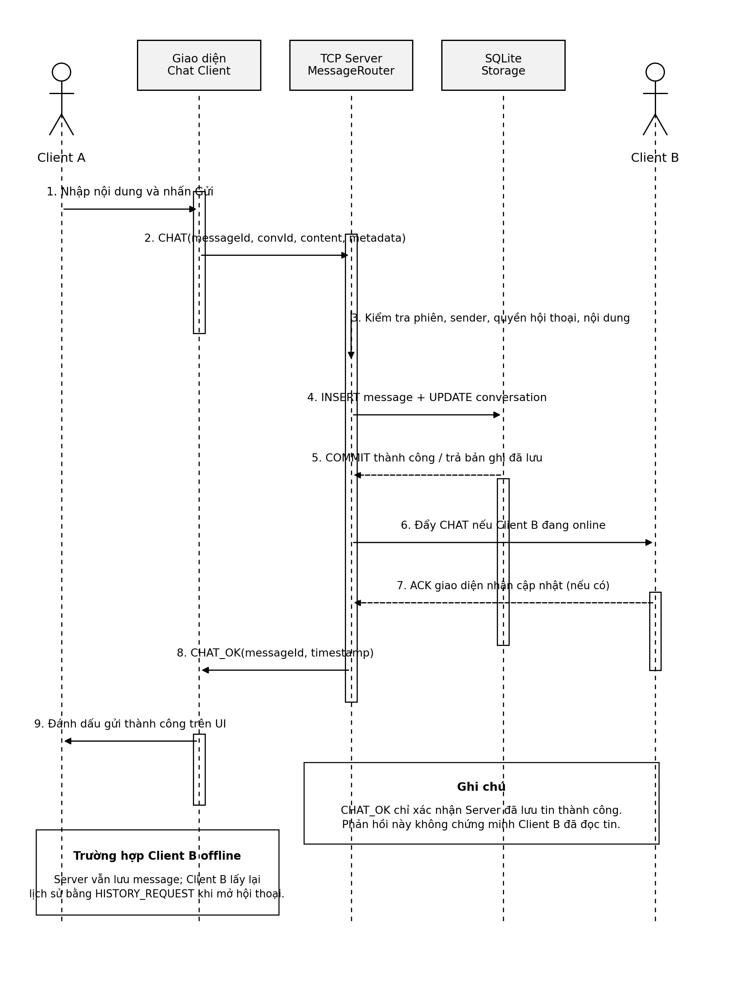 Giao diện
Chat Client
TCP Server
MessageRouter
SQLite
Storage
Client A
Client B
1. Nhập nội dung và nhấn Gửi
2. CHAT(messageId, convId, content, metadata)
3. Kiểm tra phiên, sender, quyền hội thoại, nội dung
4. INSERT message + UPDATE conversation
5. COMMIT thành công / trả bản ghi đã lưu
6. Đẩy CHAT nếu Client B đang online
7. ACK giao diện nhận cập nhật (nếu có)
8. CHAT_OK(messageId, timestamp)
9. Đánh dấu gửi thành công trên UI
Ghi chú
CHAT_OK chỉ xác nhận Server đã lưu tin thành công.
Phản hồi này không chứng minh Client B đã đọc tin.
Trường hợp Client B offline
Server vẫn lưu message; Client B lấy lại
lịch sử bằng HISTORY_REQUEST khi mở hội thoại.